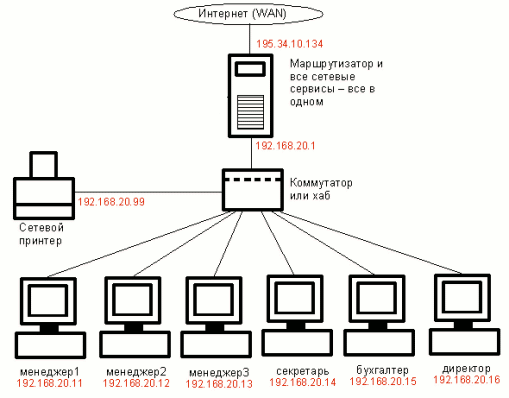 Интернет (WAN)
195.34.10.134
Маршрутизатор и
все сетевые
сервисы – все в
одном
192.168.20.1
Коммутатор
или хаб
192.168.20.99
Сетевой
принтер
менеджер1
192.168.20.11
менеджер2
192.168.20.12
менеджер3
192.168.20.13
секретарь
192.168.20.14
бухгалтер
192.168.20.15
директор
192.168.20.16